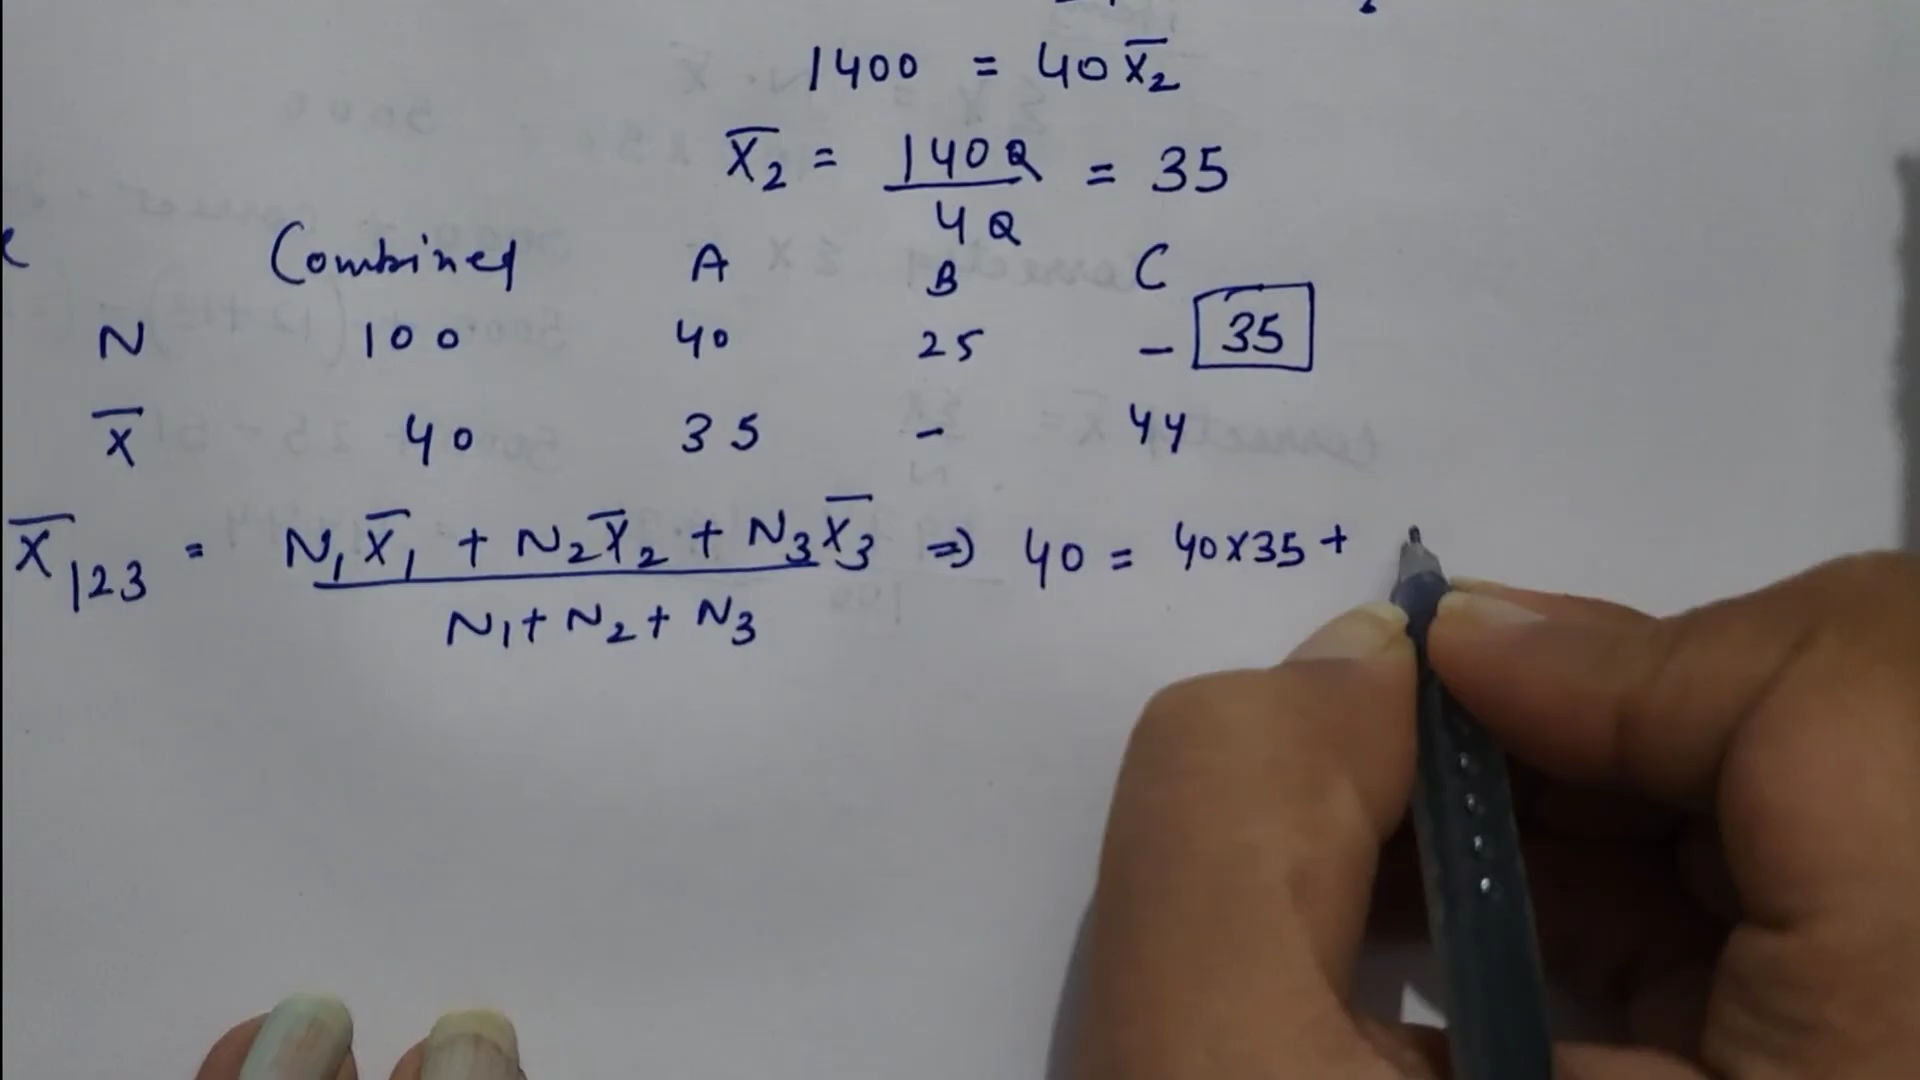 1400 = 40 X̅₂
X̅₂ = 1400/40 = 35
Combined A B C
N 100 40 25 - 35
X̅ 40 35 - 44
X̅₁₂₃ = N₁X̅₁ + N₂X̅₂ + N₃X̅₃ / N₁ + N₂ + N₃ ⇒ 40 = 40×35 +